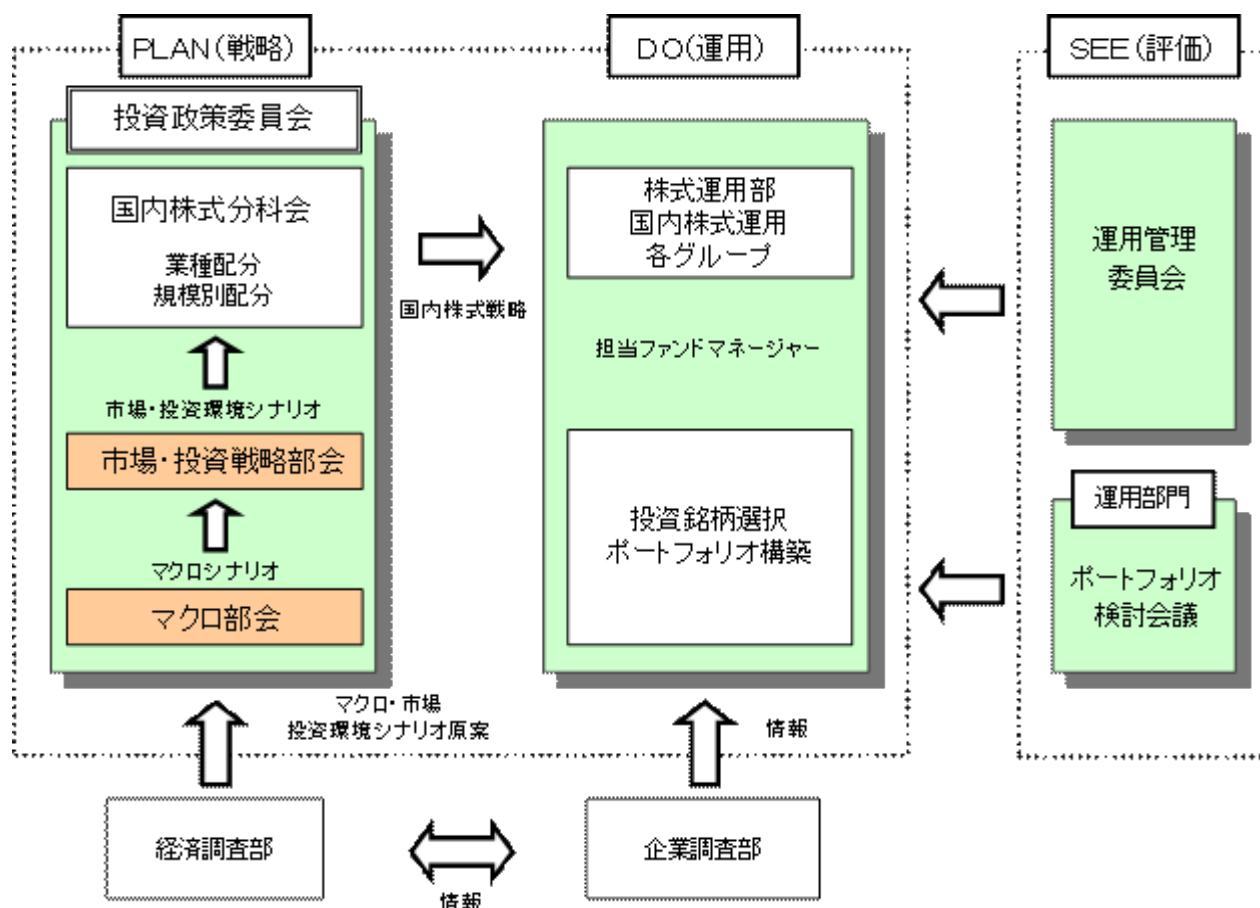 PLAN(戦略)
投資政策委員会
国内株式分科会
業種配分
規模別配分
市場・投資環境シナリオ
市場・投資戦略部会
マクロシナリオ
マクロ部会
国内株式戦略
DO(運用)
株式運用部
国内株式運用
各グループ
担当ファンドマネージャー
投資銘柄選択
ポートフォリオ構築
SEE(評価)
運用管理
委員会
運用部門
ポートフォリオ
検討会議
マクロ・市場
投資環境シナリオ原案
情報
経済調査部
情報
企業調査部